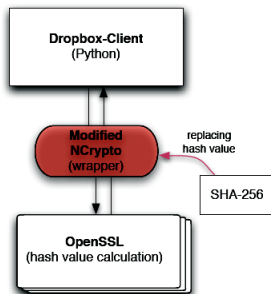 Dropbox-Client
(Python)
Modified
NCrypto
(wrapper)
replacing
hash value
SHA-256
OpenSSL
(hash value calculation)